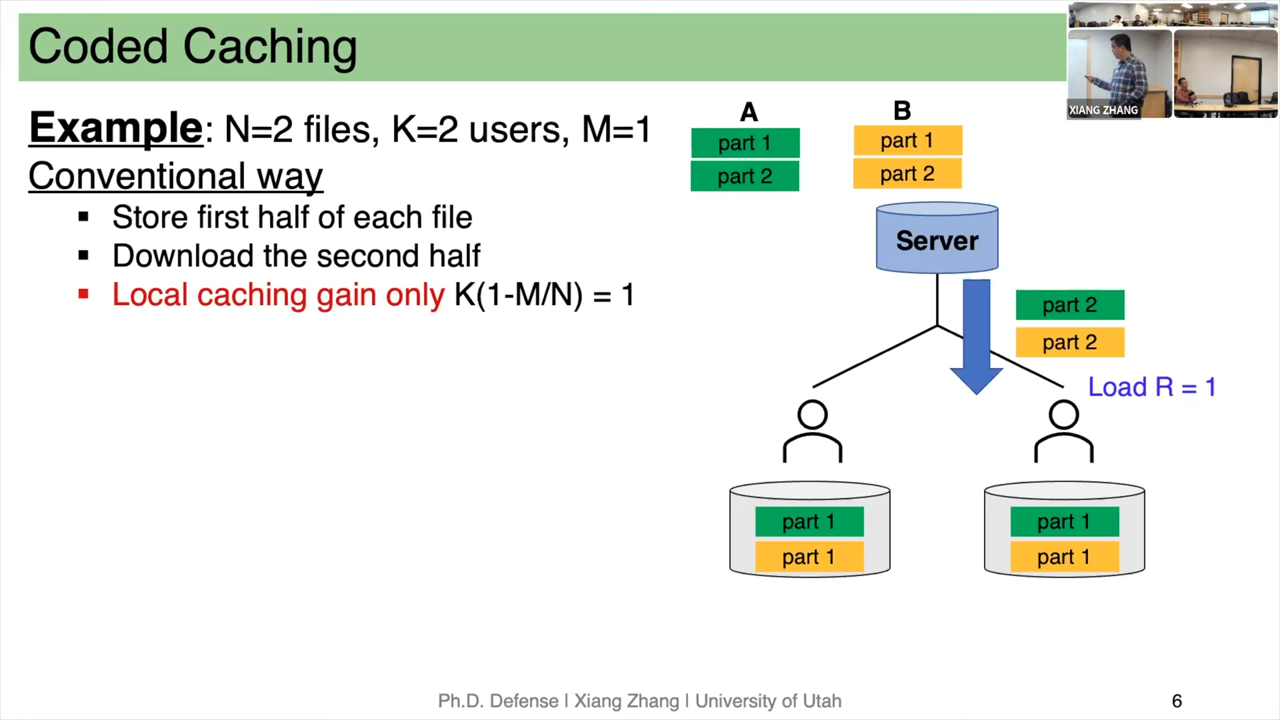 Coded Caching
XIANG ZHANG
Example: N=2 files, K=2 users, M=1
Conventional way
▪ Store first half of each file
▪ Download the second half
▪ Local caching gain only K(1-M/N) = 1
A
B
part 1
part 1
part 2
part 2
Server
part 2
part 2
Load R = 1
part 1
part 1
part 1
part 1
Ph.D. Defense | Xiang Zhang | University of Utah
6